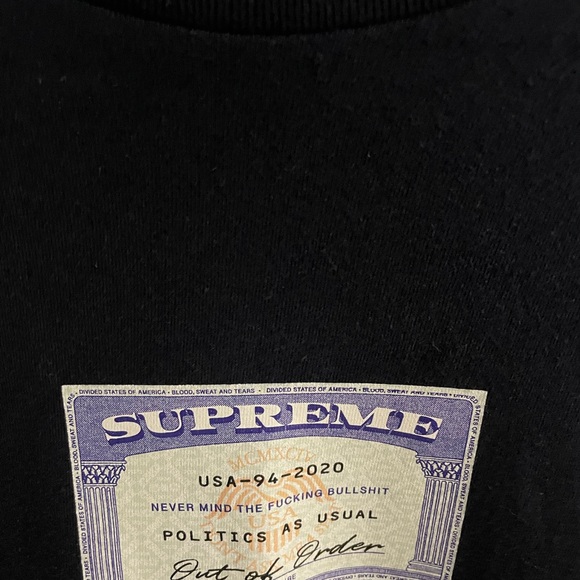 DIVIDED STATES OF AMERICA · BLOOD, SWEAT AND TEARS · DIVIDED STATES OF AMERICA · BLOOD, SWEAT AND TEARS
SUPREME
MCMXCIV
USA-94-2020
NEVER MIND THE FUCKING BULLSHIT
USA
POLITICS AS USUAL
Out of Order